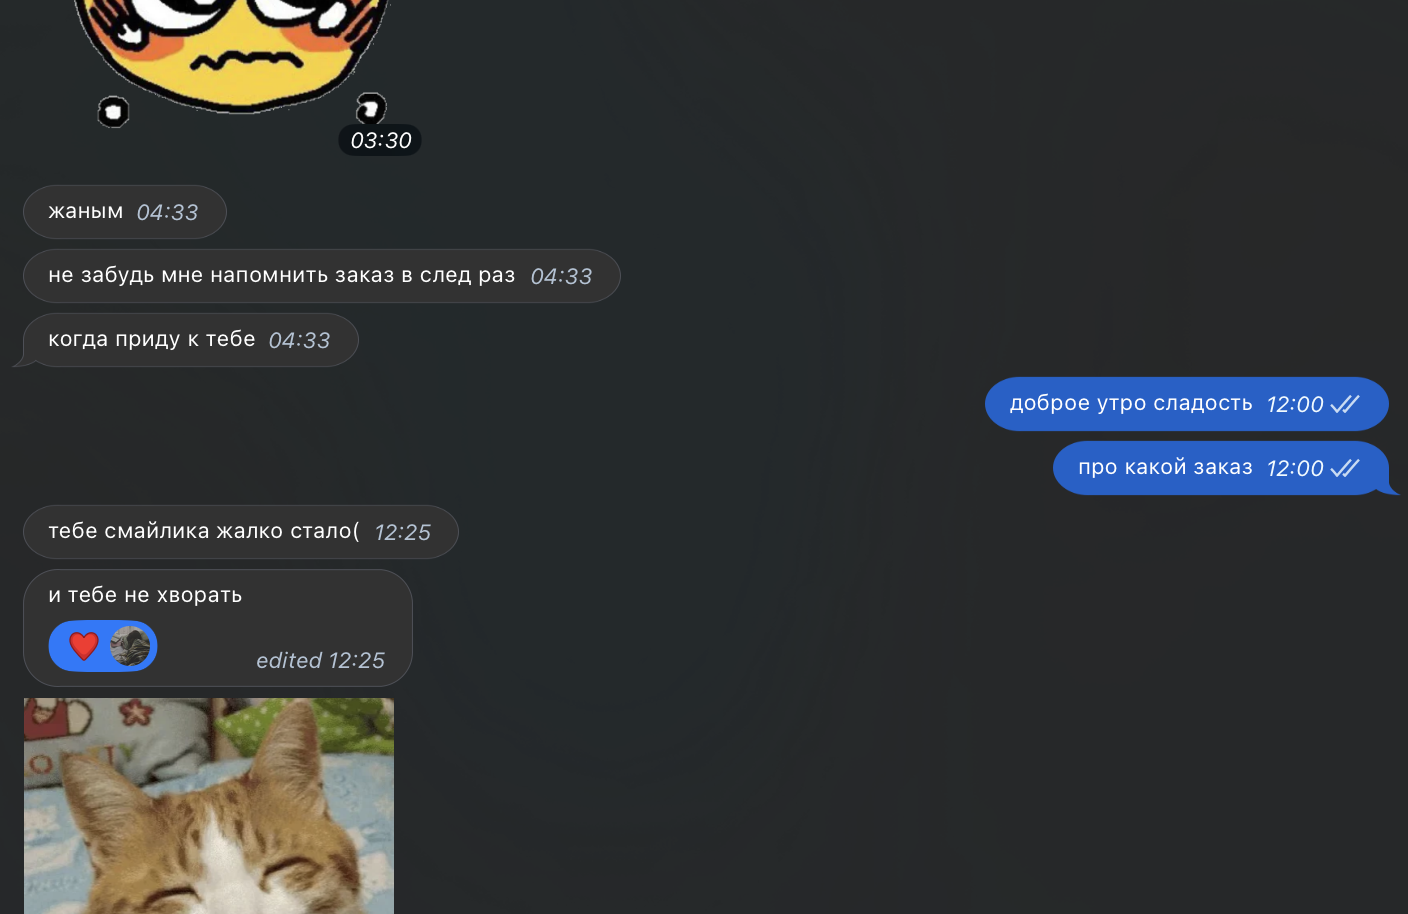 03:30
жаным 04:33
не забудь мне напомнить заказ в след раз 04:33
когда приду к тебе 04:33
доброе утро сладость 12:00
про какой заказ 12:00
тебе смайлика жалко стало( 12:25
и тебе не хворать
edited 12:25